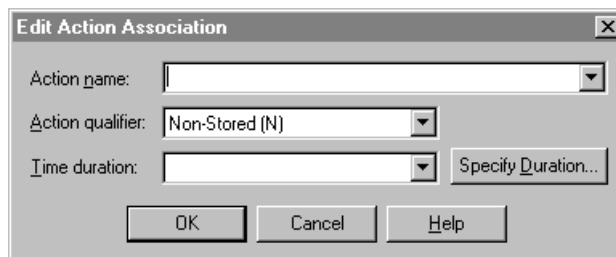 Edit Action Association
Action name:
Action qualifier: Non-Stored (N)
Time duration: Specify Duration...
OK Cancel Help